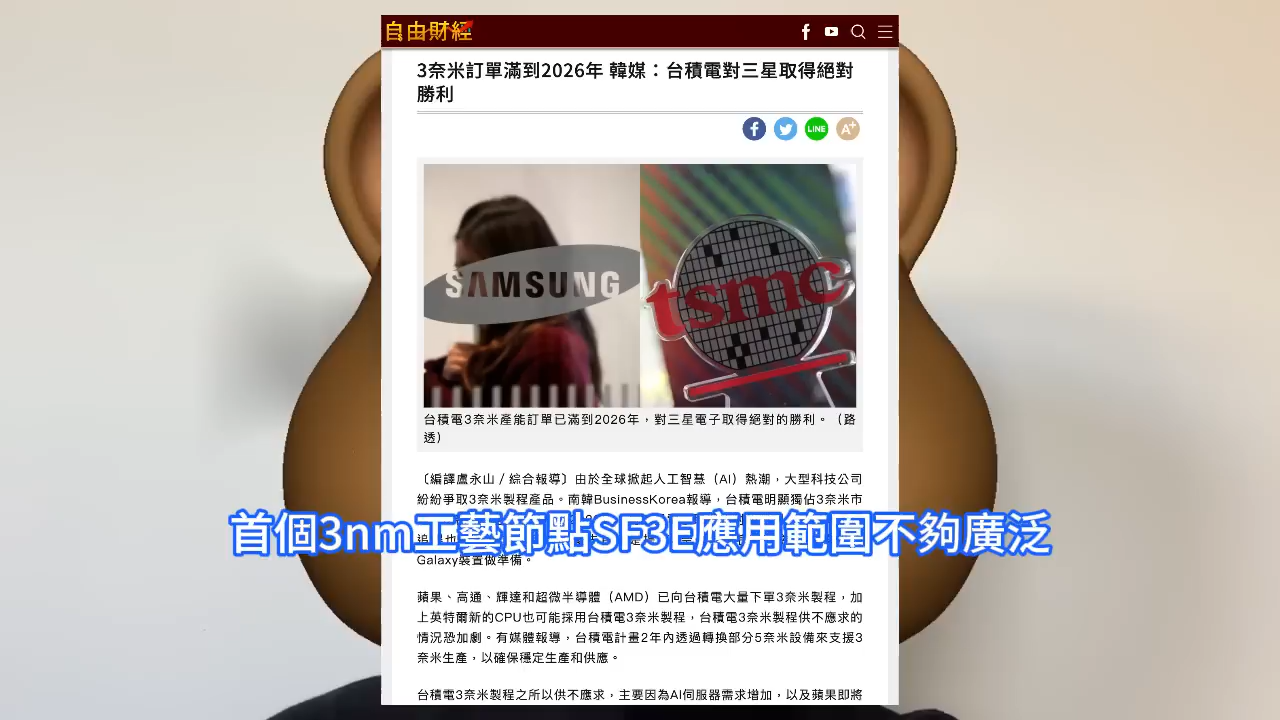 自由財經
3奈米訂單滿到2026年 韓媒：台積電對三星取得絕對
勝利
LINE
A+
SAMSUNG
tsmc
台積電3奈米產能訂單已滿到2026年，對三星電子取得絕對的勝利。（路
透）
〔編譯盧永山／綜合報導〕由於全球掀起人工智慧（AI）熱潮，大型科技公司
紛紛爭取3奈米製程產品。南韓BusinessKorea報導，台積電明顯獨佔3奈米市
首個3nm工藝節點SF3E應用範圍不夠廣泛
Galaxy裝置做準備。
蘋果、高通、輝達和超微半導體（AMD）已向台積電大量下單3奈米製程，加
上英特爾新的CPU也可能採用台積電3奈米製程，台積電3奈米製程供不應求的
情況恐加劇。有媒體報導，台積電計畫2年內透過轉換部分5奈米設備來支援3
奈米生產，以確保穩定生產和供應。
台積電3奈米製程之所以供不應求，主要因為AI伺服器需求增加，以及蘋果即將